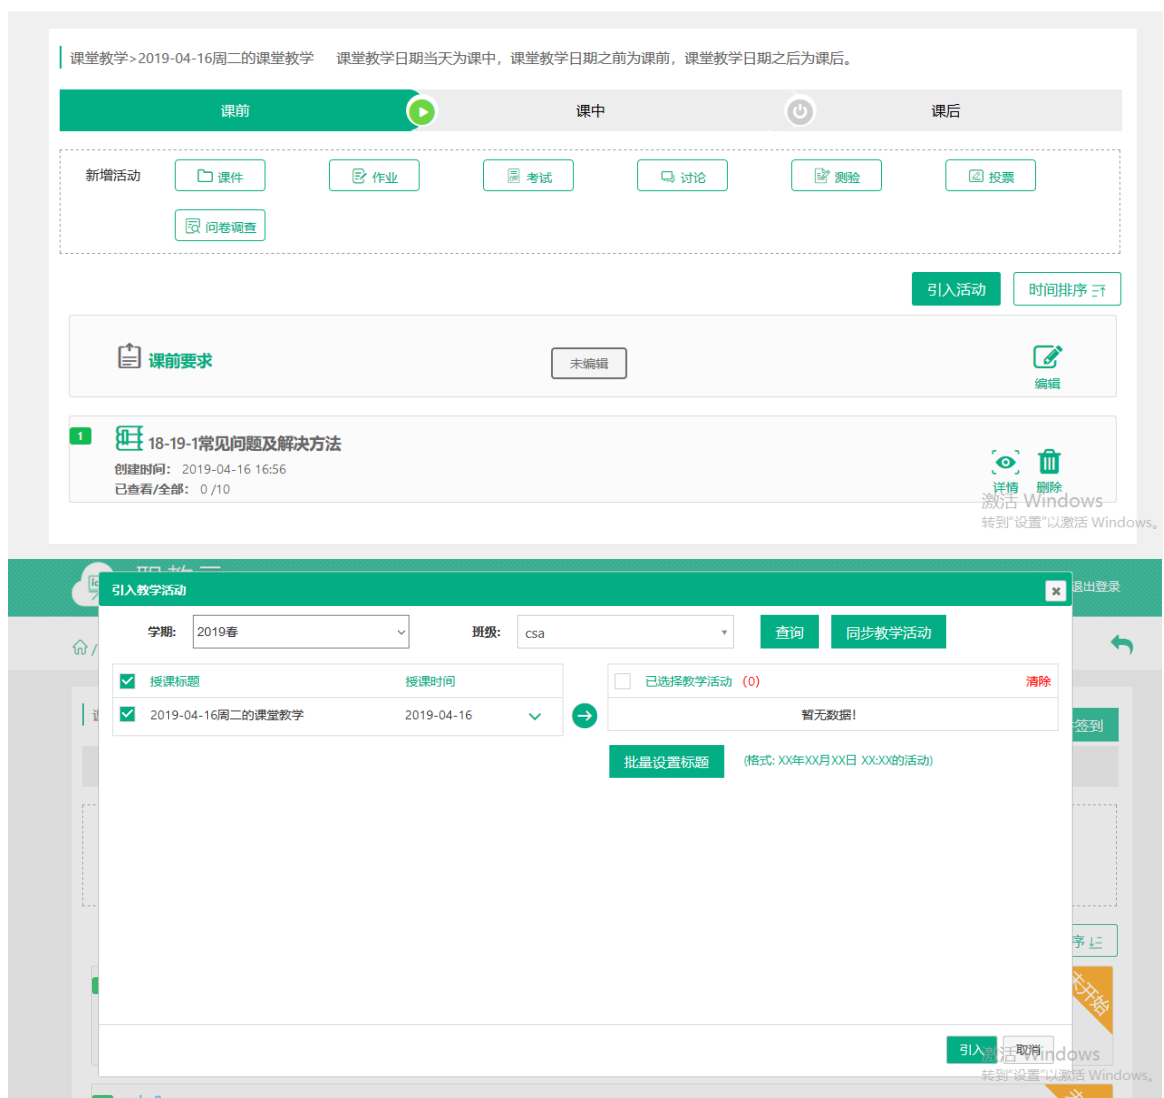 课堂教学>2019-04-16周二的课堂教学 课堂教学日期当天为课中，课堂教学日期之前为课前，课堂教学日期之后为课后。
课前 课中 课后
新增活动 课件 作业 考试 讨论 测验 投票
问卷调查
引入活动 时间排序
课前要求 未编辑
编辑
1 18-19-1常见问题及解决方法
创建时间： 2019-04-16 16:56
已查看/全部： 0 /10
详情 删除
激活 Windows
转到“设置”以激活 Windows。
引入教学活动
退出登录
学期: 2019春 班级: csa 查询 同步教学活动
授课标题 授课时间 已选择教学活动 (0) 清除
2019-04-16周二的课堂教学 2019-04-16 暂无数据!
签到
批量设置标题 (格式: XX年XX月XX日 XX:XX的活动)
序
未开始
引入 取消
激活 Windows
转到“设置”以激活 Windows。